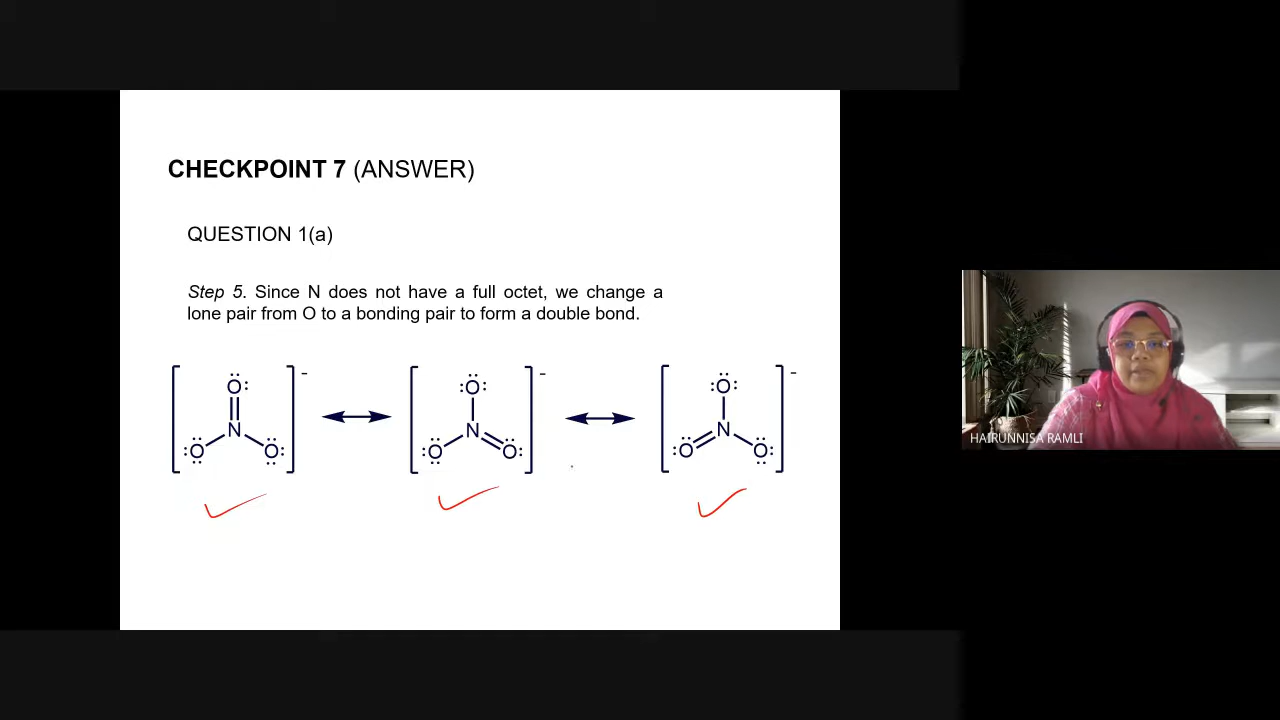 CHECKPOINT 7 (ANSWER)
QUESTION 1(a)
Step 5. Since N does not have a full octet, we change a
lone pair from O to a bonding pair to form a double bond.
O
N
O O
-
O
N
O O
-
O
N
O O
-
HAIRUNNISA RAMLI